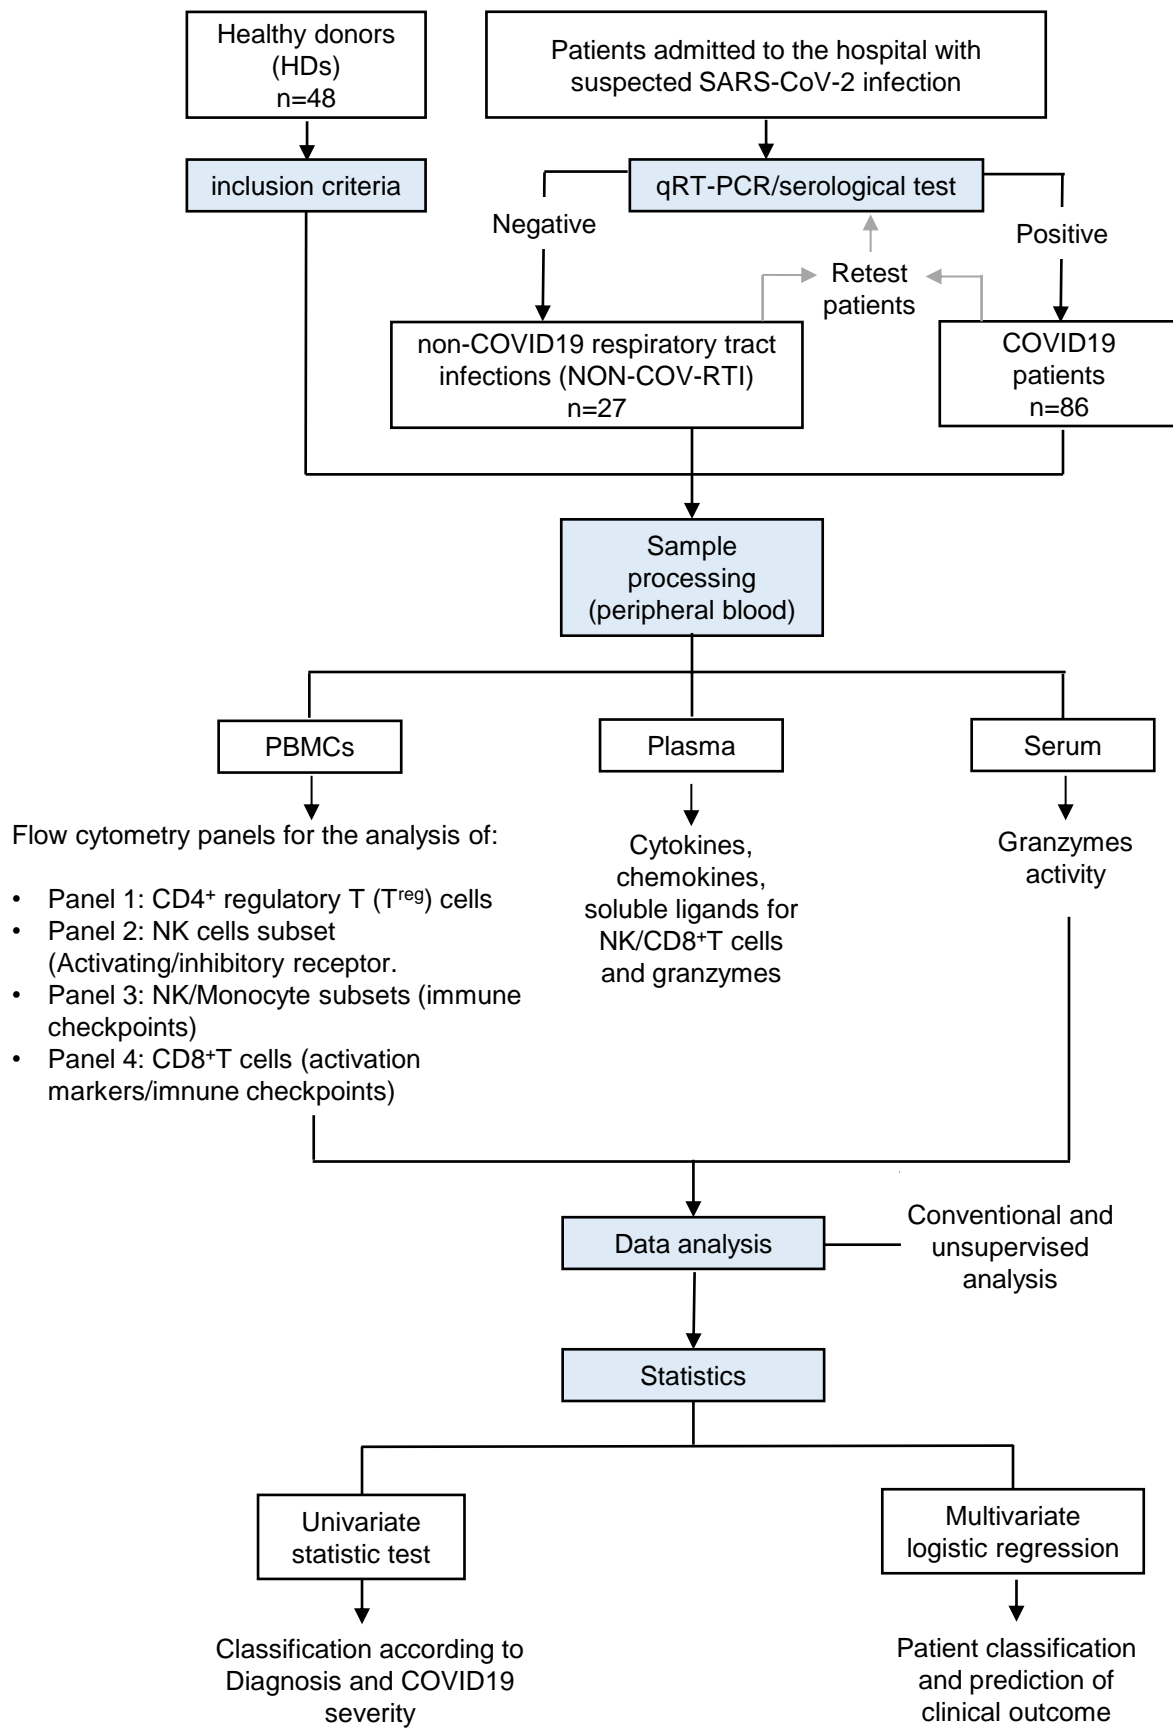 Healthy donors
(HDs)
n=48
Patients admitted to the hospital with
suspected SARS-CoV-2 infection
inclusion criteria
qRT-PCR/serological test
Negative
Positive
Retest
patients
non-COVID19 respiratory tract
infections (NON-COV-RTI)
n=27
COVID19
patients
n=86
Sample
processing
(peripheral blood)
PBMCs
Plasma
Serum
Flow cytometry panels for the analysis of:
• Panel 1: CD4⁺ regulatory T (Tʳᵉᵍ) cells
• Panel 2: NK cells subset
(Activating/inhibitory receptor.
• Panel 3: NK/Monocyte subsets (immune
checkpoints)
• Panel 4: CD8⁺T cells (activation
markers/imnune checkpoints)
Cytokines,
chemokines,
soluble ligands for
NK/CD8⁺T cells
and granzymes
Granzymes
activity
Data analysis
Conventional and
unsupervised
analysis
Statistics
Univariate
statistic test
Multivariate
logistic regression
Classification according to
Diagnosis and COVID19
severity
Patient classification
and prediction of
clinical outcome